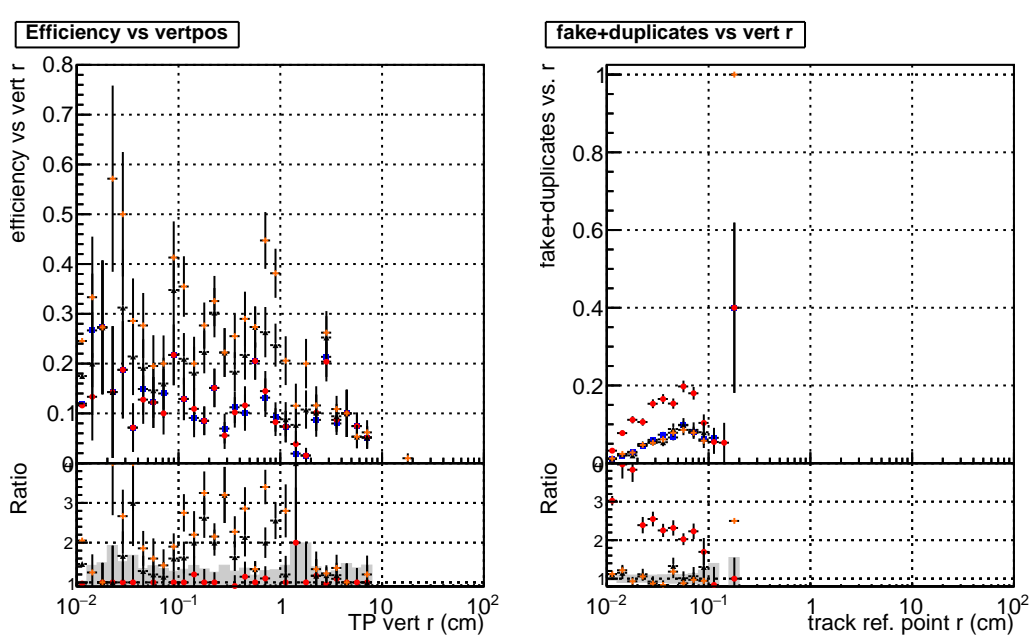 Efficiency vs vertpos
efficiency vs vert r
0.8
0.7
0.6
0.5
0.4
0.3
0.2
0.1
0
Ratio
3
2
1
10⁻² 10⁻¹ 1 10 10²
TP vert r (cm)
fake+duplicates vs vert r
fake+duplicates vs. r
1
0.8
0.6
0.4
0.2
0
Ratio
3
2
1
10⁻² 10⁻¹ 1 10 10²
track ref. point r (cm)